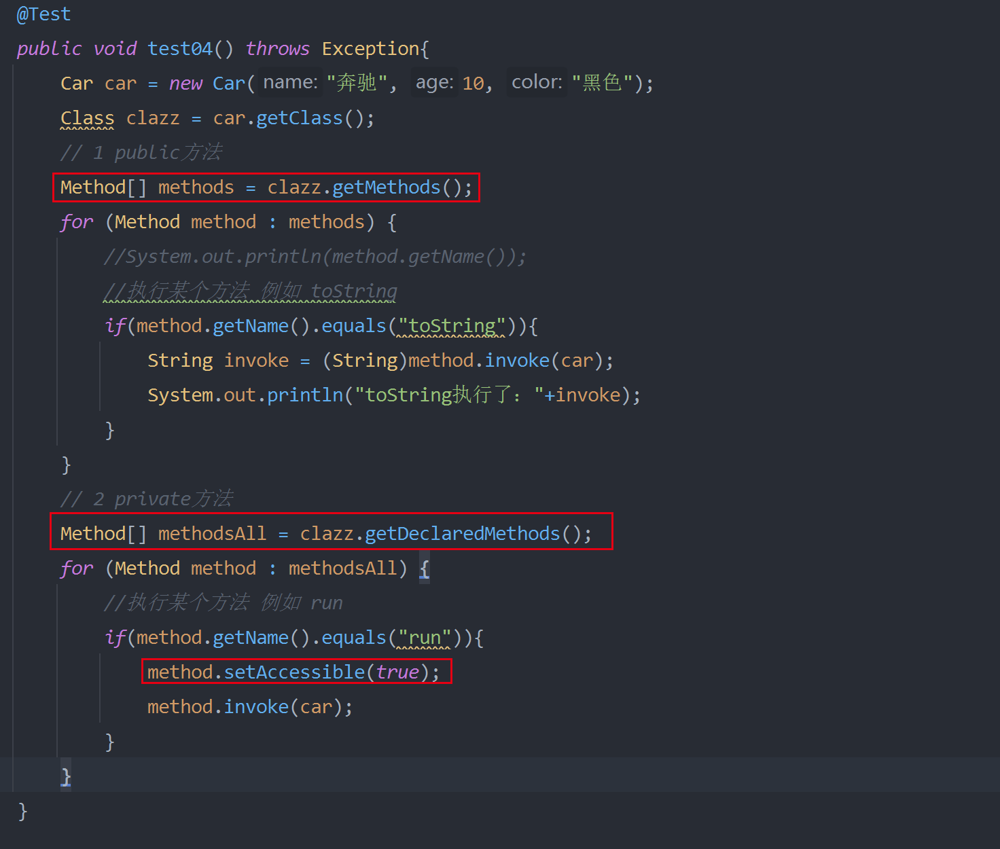 @Test
public void test04() throws Exception{
Car car = new Car( name: "奔驰", age: 10, color: "黑色");
Class clazz = car.getClass();
// 1 public方法
Method[] methods = clazz.getMethods();
for (Method method : methods) {
//System.out.println(method.getName());
//执行某个方法 例如 toString
if(method.getName().equals("toString")){
String invoke = (String)method.invoke(car);
System.out.println("toString执行了："+invoke);
}
}
// 2 private方法
Method[] methodsAll = clazz.getDeclaredMethods();
for (Method method : methodsAll) {
//执行某个方法 例如 run
if(method.getName().equals("run")){
method.setAccessible(true);
method.invoke(car);
}
}
}